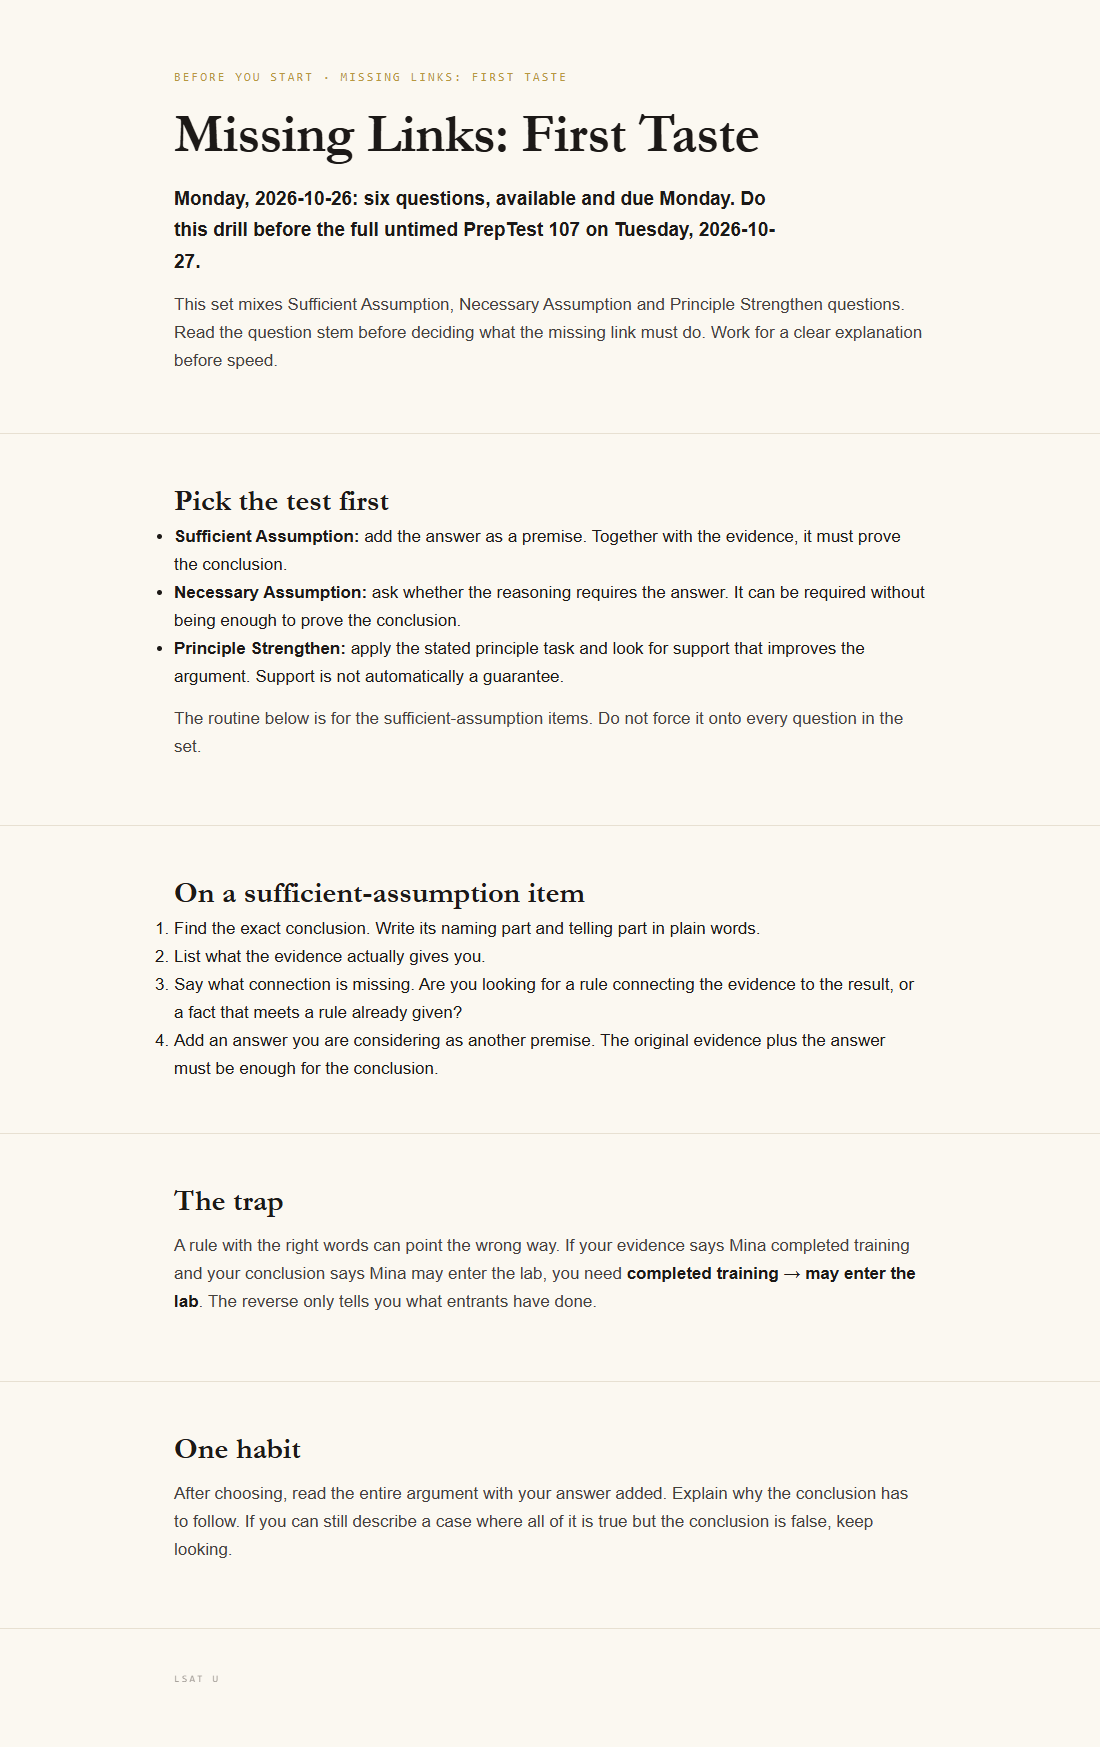 BEFORE YOU START · MISSING LINKS: FIRST TASTE
Missing Links: First Taste
Monday, 2026-10-26: six questions, available and due Monday. Do
this drill before the full untimed PrepTest 107 on Tuesday, 2026-10-
27.
This set mixes Sufficient Assumption, Necessary Assumption and Principle Strengthen questions.
Read the question stem before deciding what the missing link must do. Work for a clear explanation
before speed.
Pick the test first
• Sufficient Assumption: add the answer as a premise. Together with the evidence, it must prove
the conclusion.
• Necessary Assumption: ask whether the reasoning requires the answer. It can be required without
being enough to prove the conclusion.
• Principle Strengthen: apply the stated principle task and look for support that improves the
argument. Support is not automatically a guarantee.
The routine below is for the sufficient-assumption items. Do not force it onto every question in the
set.
On a sufficient-assumption item
1. Find the exact conclusion. Write its naming part and telling part in plain words.
2. List what the evidence actually gives you.
3. Say what connection is missing. Are you looking for a rule connecting the evidence to the result, or
a fact that meets a rule already given?
4. Add an answer you are considering as another premise. The original evidence plus the answer
must be enough for the conclusion.
The trap
A rule with the right words can point the wrong way. If your evidence says Mina completed training
and your conclusion says Mina may enter the lab, you need completed training → may enter the
lab. The reverse only tells you what entrants have done.
One habit
After choosing, read the entire argument with your answer added. Explain why the conclusion has
to follow. If you can still describe a case where all of it is true but the conclusion is false, keep
looking.
LSAT U